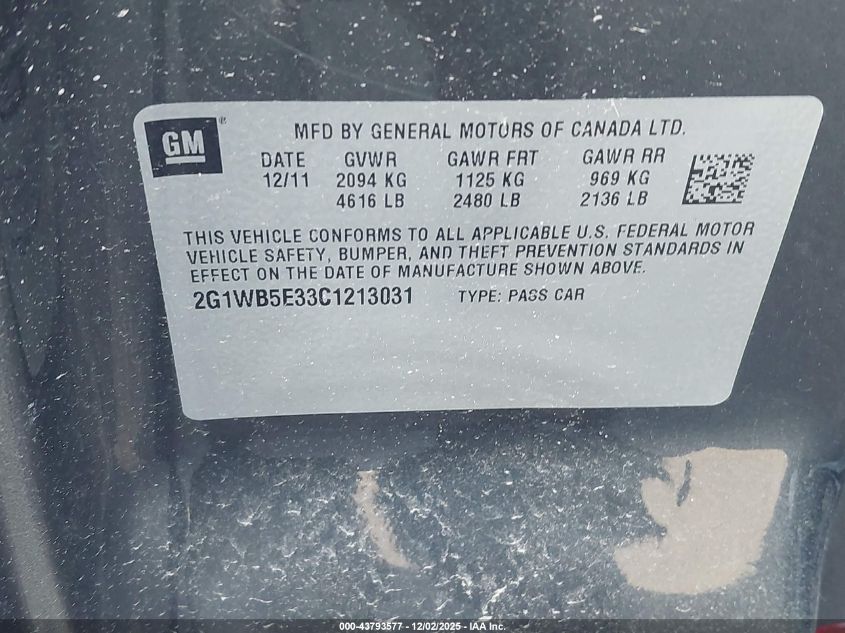 GM®
MFD BY GENERAL MOTORS OF CANADA LTD.
DATE GVWR GAWR FRT GAWR RR
12/11 2094 KG 1125 KG 969 KG
4616 LB 2480 LB 2136 LB
THIS VEHICLE CONFORMS TO ALL APPLICABLE U.S. FEDERAL MOTOR
VEHICLE SAFETY, BUMPER, AND THEFT PREVENTION STANDARDS IN
EFFECT ON THE DATE OF MANUFACTURE SHOWN ABOVE.
2G1WB5E33C1213031 TYPE: PASS CAR
000-43793577 - 12/02/2025 - IAA Inc.